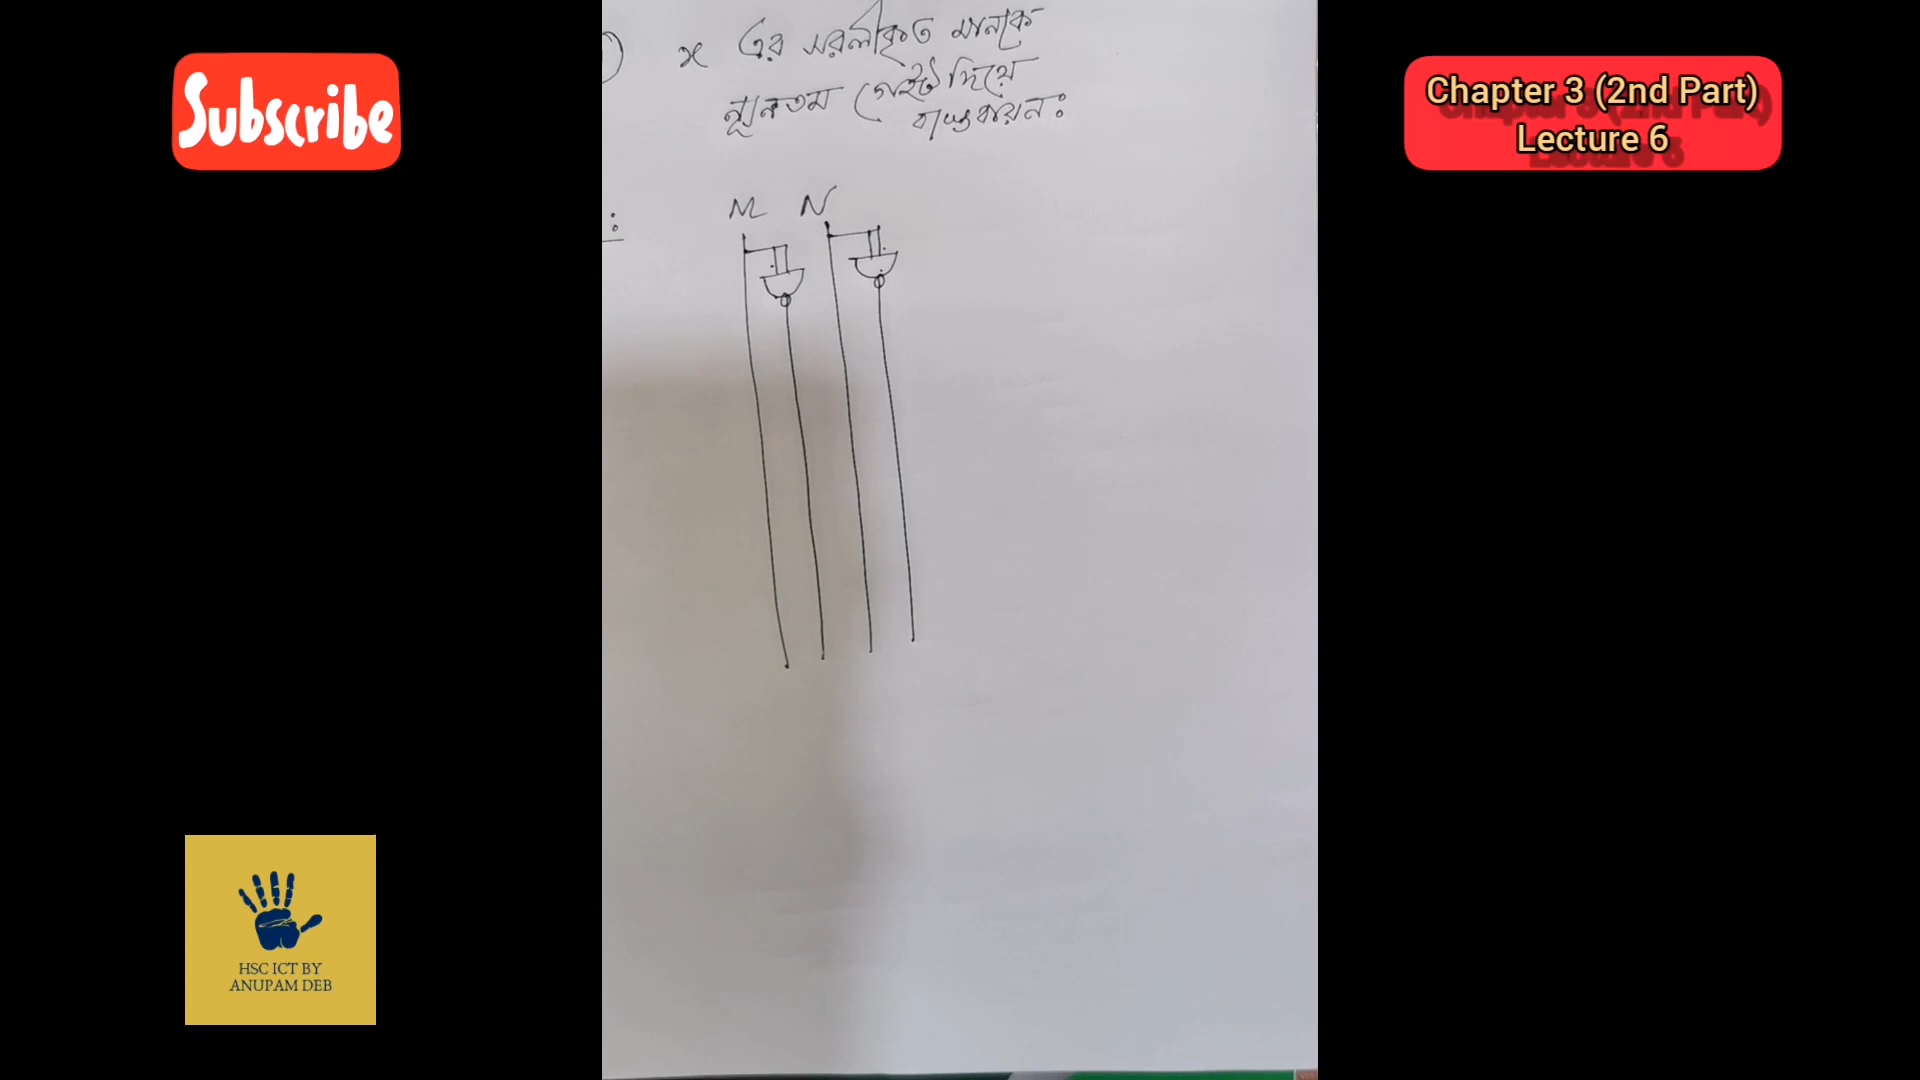 Subscribe
Chapter 3 (2nd Part)
Lecture 6
x এর সরলীকৃত মানকে
ন্যূনতম গেইট দিয়ে
বাস্তবায়ন :
M N
HSC ICT BY
ANUPAM DEB